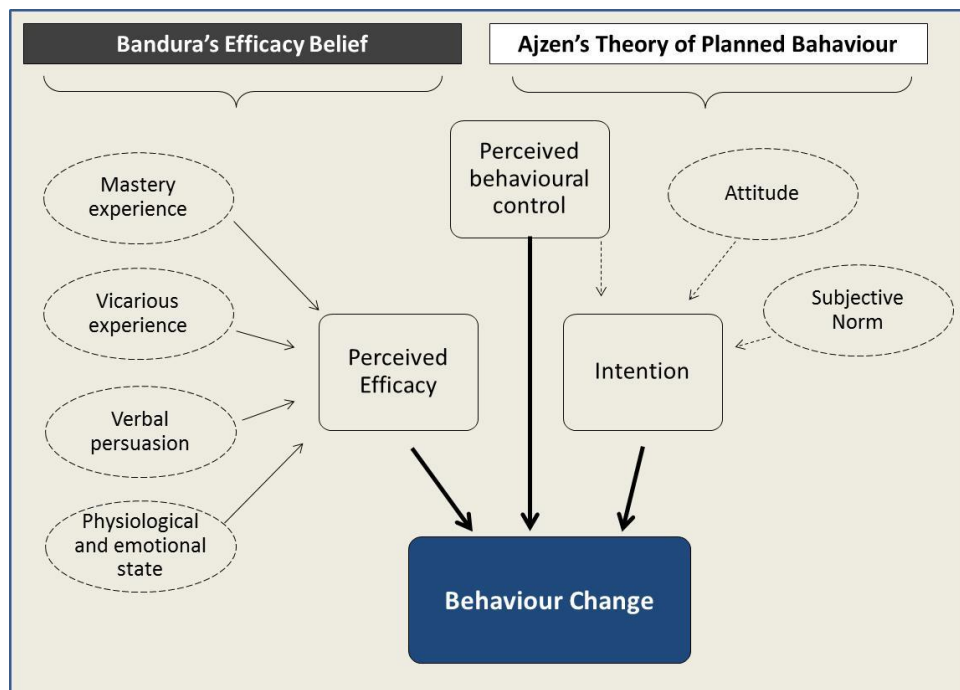 Bandura's Efficacy Belief
Ajzen's Theory of Planned Bahaviour
Perceived
behavioural
control
Mastery
experience
Attitude
Vicarious
experience
Subjective
Norm
Perceived
Efficacy
Intention
Verbal
persuasion
Physiological
and emotional
state
Behaviour Change